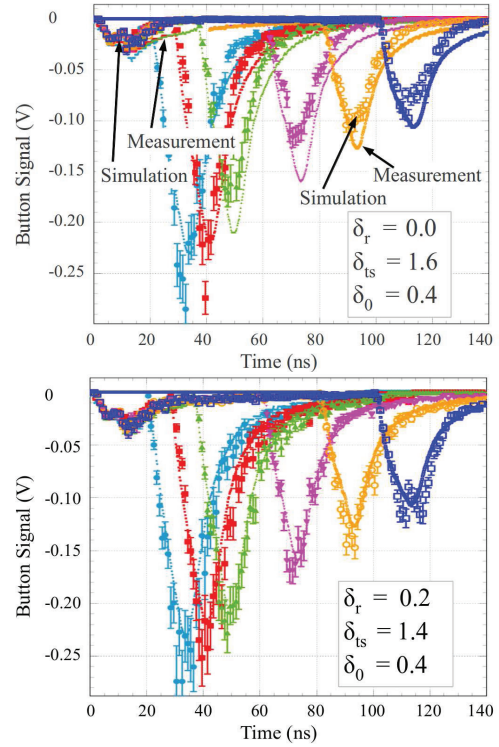 0
-0.05
-0.10
-0.15
-0.20
-0.25
Button Signal (V)
Measurement
Simulation
Simulation
Measurement
δr = 0.0
δts = 1.6
δ0 = 0.4
0 20 40 60 80 100 120 140
Time (ns)
0
-0.05
-0.10
-0.15
-0.20
-0.25
Button Signal (V)
δr = 0.2
δts = 1.4
δ0 = 0.4
0 20 40 60 80 100 120 140
Time (ns)